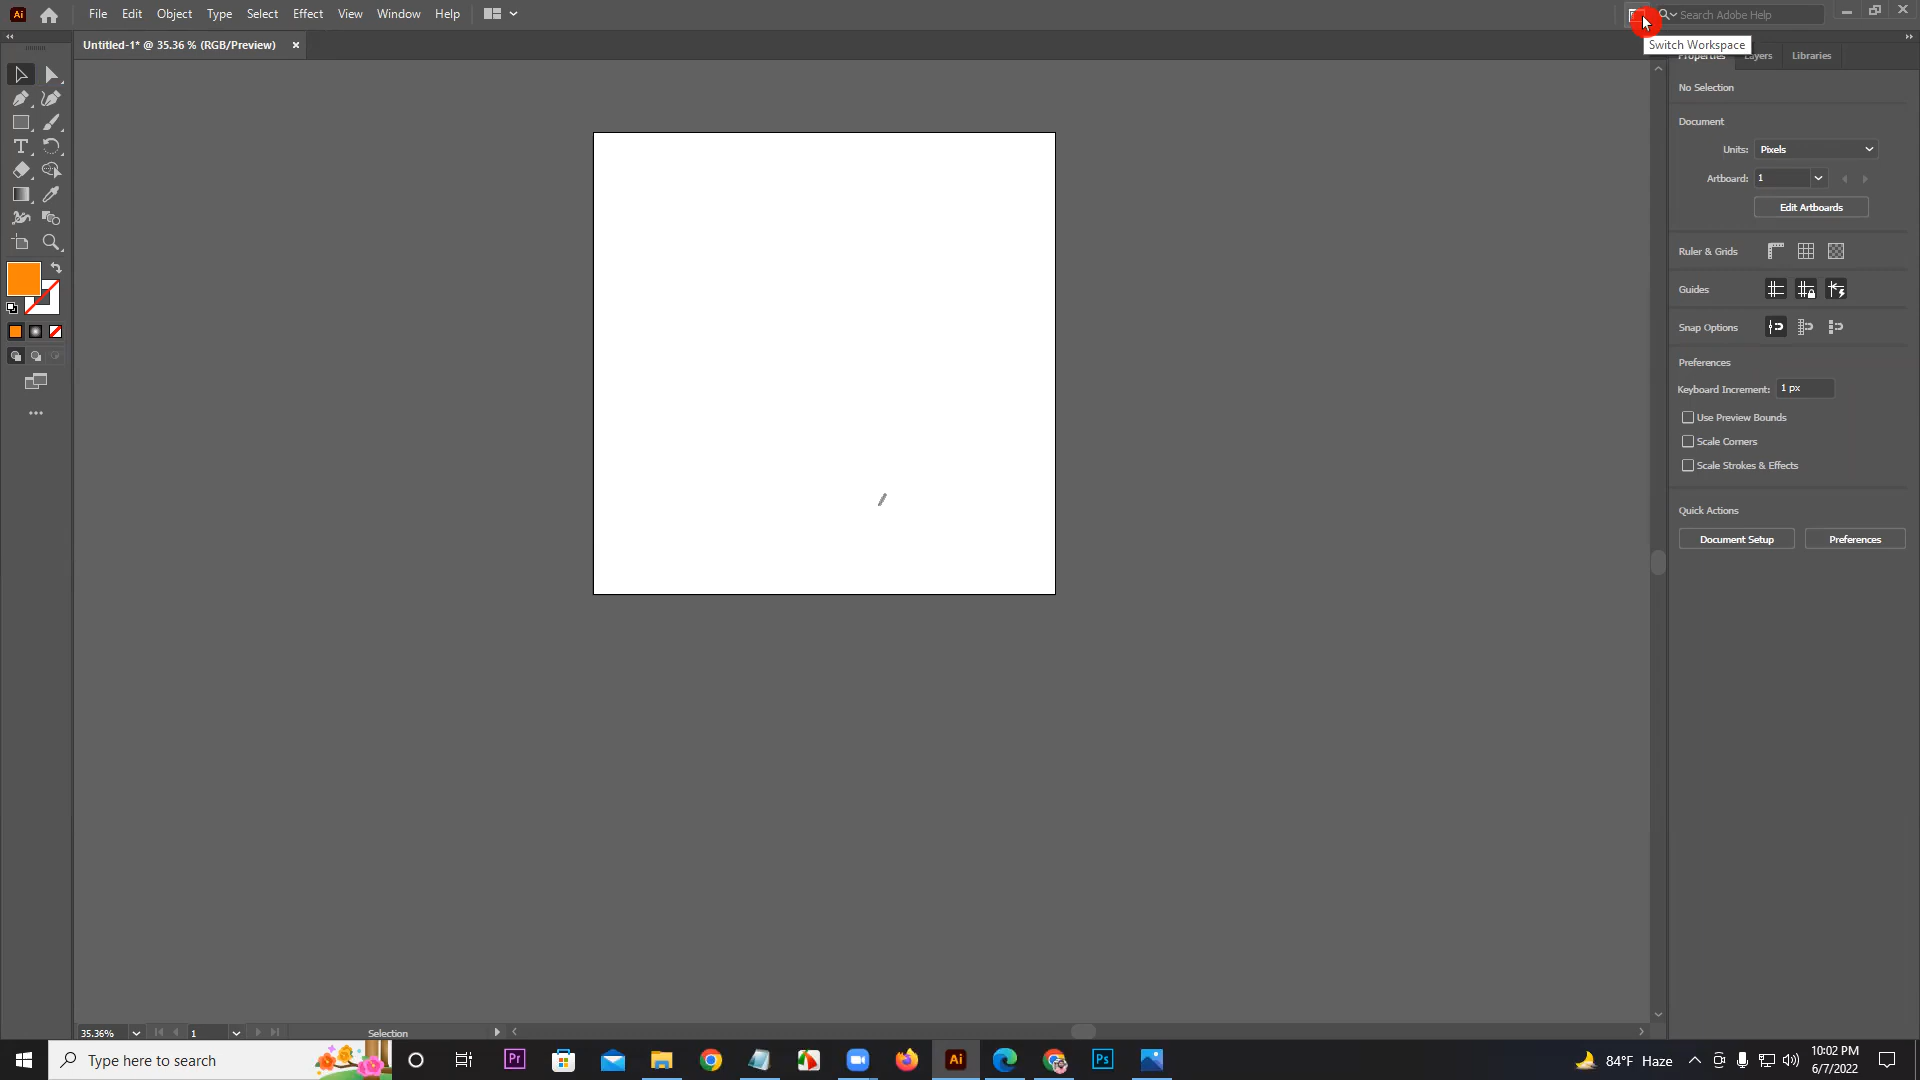 Ai File Edit Object Type Select Effect View Window Help Search Adobe Help
Switch Workspace
Untitled-1* @ 35.36 % (RGB/Preview) ×
Properties Layers Libraries
No Selection
Document
Units: Pixels
Artboard: 1
Edit Artboards
Ruler & Grids
Guides
Snap Options
Preferences
Keyboard Increment: 1 px
Use Preview Bounds
Scale Corners
Scale Strokes & Effects
Quick Actions
Document Setup Preferences
35.36% 1 Selection
Type here to search Pr Ai Ps 84°F Haze 10:02 PM
6/7/2022